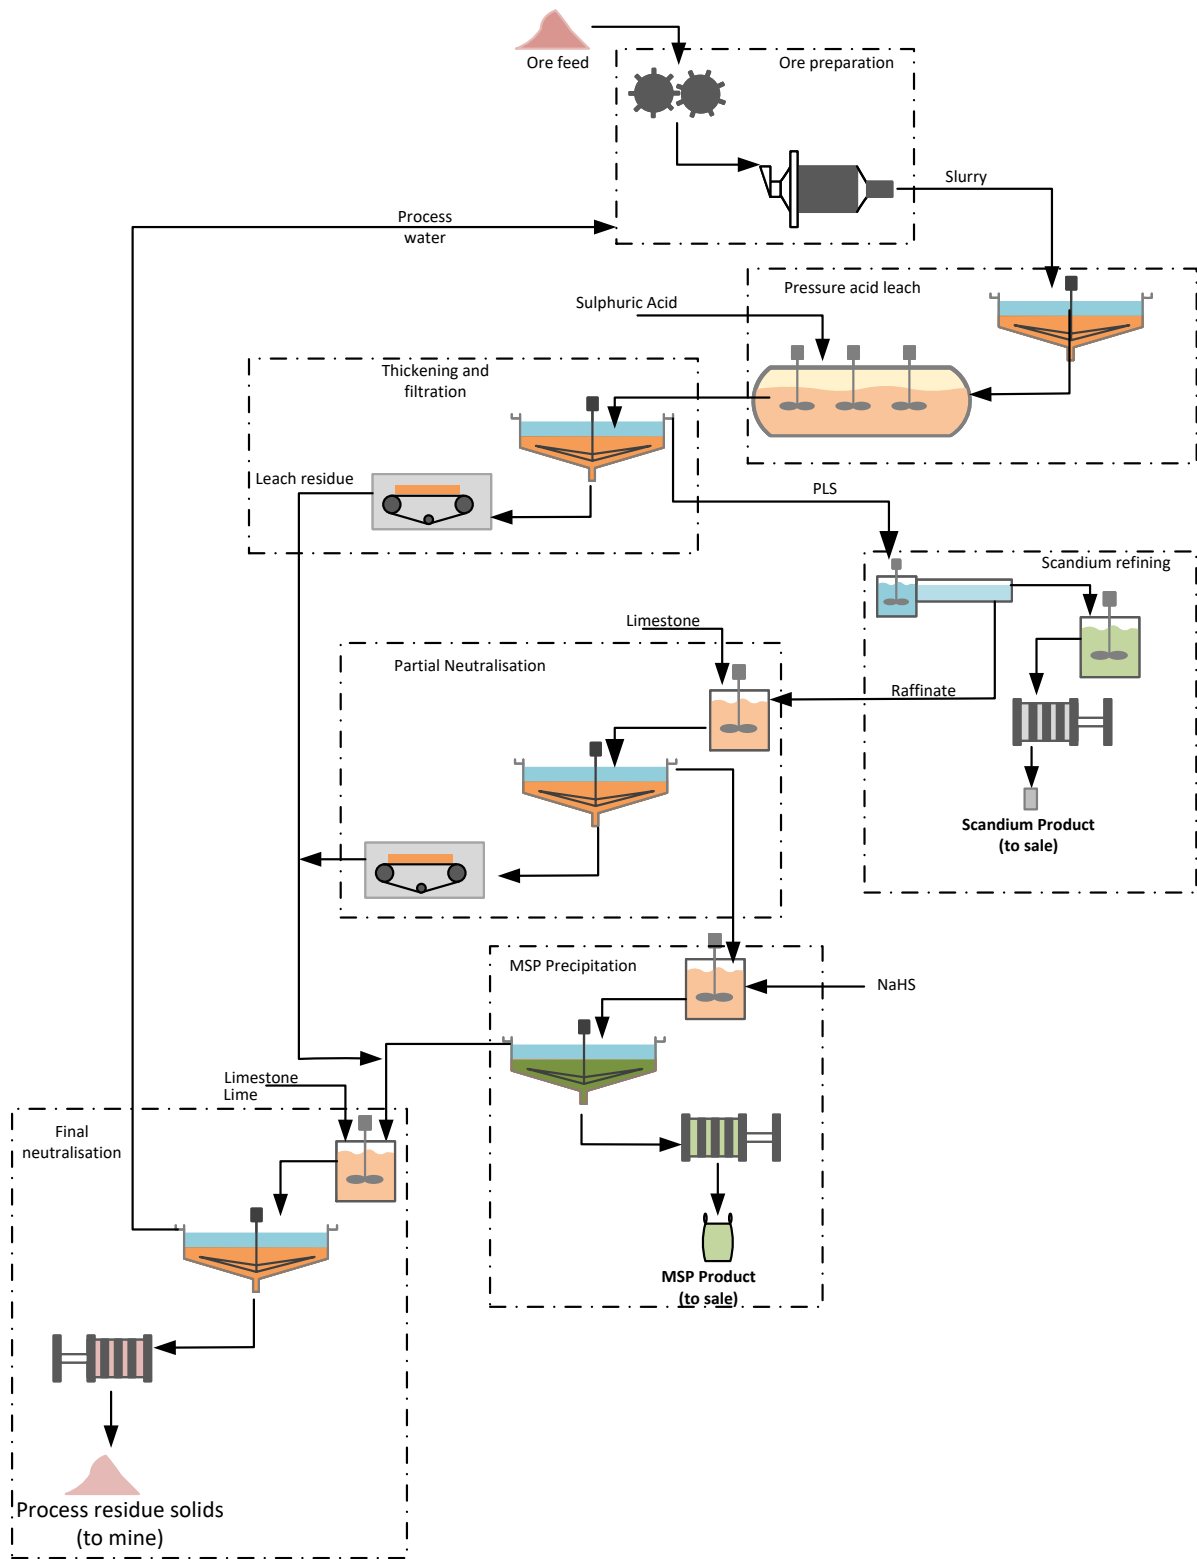 Ore feed
Ore preparation
Slurry
Process
water
Pressure acid leach
Sulphuric Acid
Thickening and
filtration
Leach residue
PLS
Scandium refining
Limestone
Partial Neutralisation
Raffinate
Scandium Product
(to sale)
MSP Precipitation
NaHS
Limestone
Lime
Final
neutralisation
MSP Product
(to sale)
Process residue solids
(to mine)